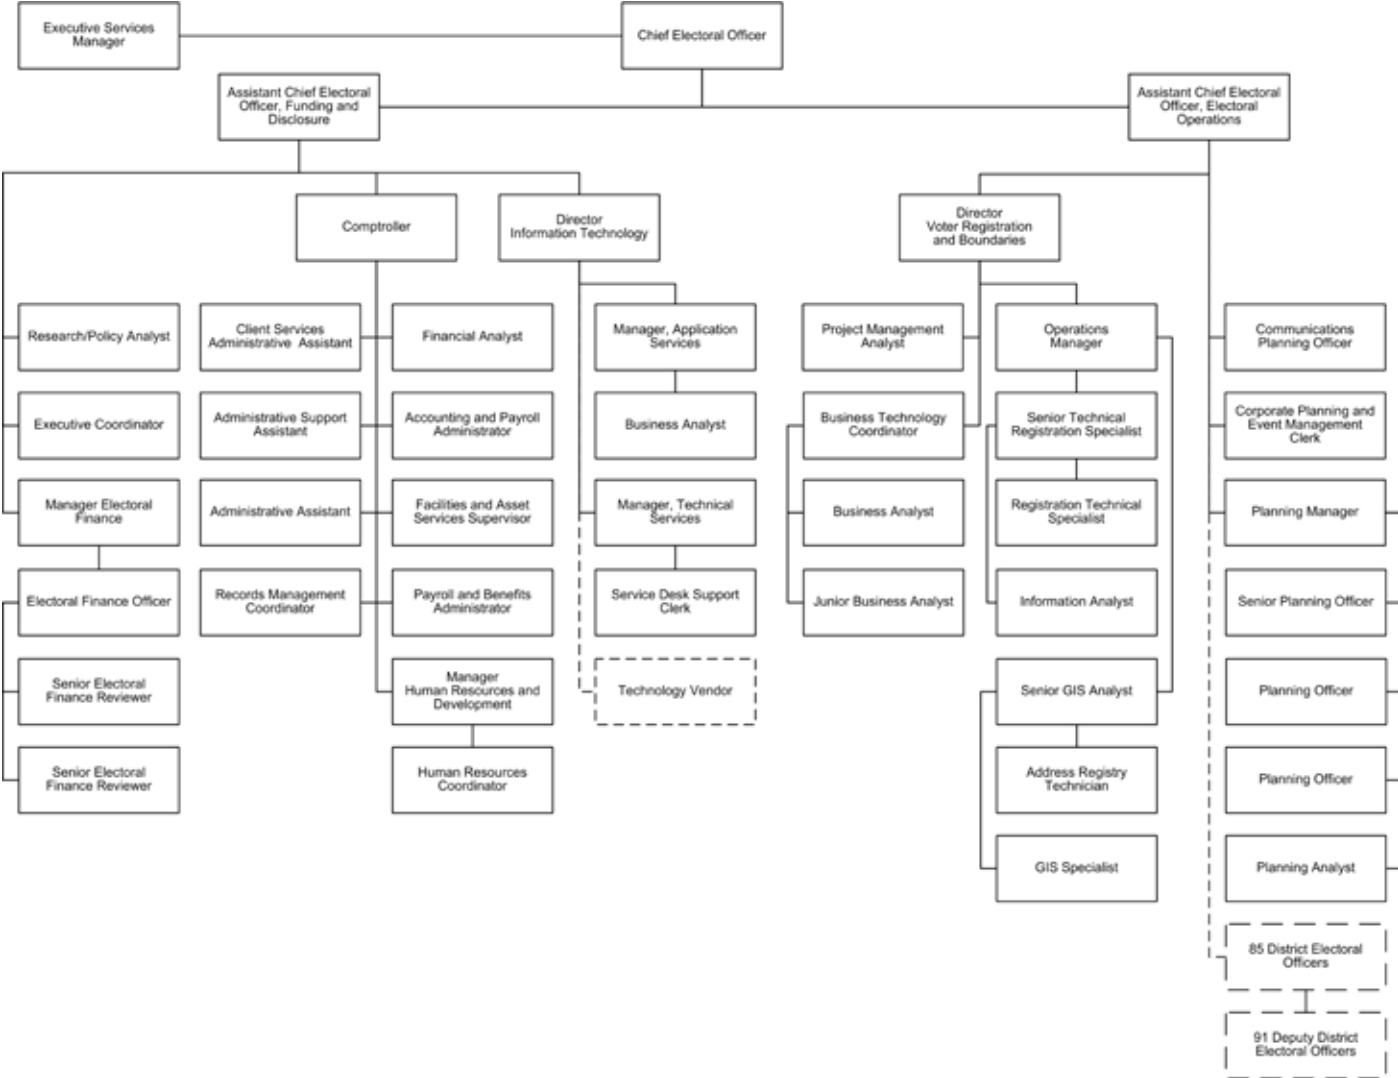 Executive Services
Manager
Chief Electoral Officer
Assistant Chief Electoral
Officer, Funding and
Disclosure
Assistant Chief Electoral
Officer, Electoral
Operations
Comptroller
Director
Information Technology
Director
Voter Registration
and Boundaries
Research/Policy Analyst
Client Services
Administrative Assistant
Financial Analyst
Manager, Application
Services
Project Management
Analyst
Operations
Manager
Communications
Planning Officer
Executive Coordinator
Administrative Support
Assistant
Accounting and Payroll
Administrator
Business Analyst
Business Technology
Coordinator
Senior Technical
Registration Specialist
Corporate Planning and
Event Management
Clerk
Manager Electoral
Finance
Administrative Assistant
Facilities and Asset
Services Supervisor
Manager, Technical
Services
Business Analyst
Registration Technical
Specialist
Planning Manager
Electoral Finance Officer
Records Management
Coordinator
Payroll and Benefits
Administrator
Service Desk Support
Clerk
Junior Business Analyst
Information Analyst
Senior Planning Officer
Senior Electoral
Finance Reviewer
Manager
Human Resources and
Development
Technology Vendor
Senior GIS Analyst
Planning Officer
Senior Electoral
Finance Reviewer
Human Resources
Coordinator
Address Registry
Technician
Planning Officer
GIS Specialist
Planning Analyst
85 District Electoral
Officers
91 Deputy District
Electoral Officers